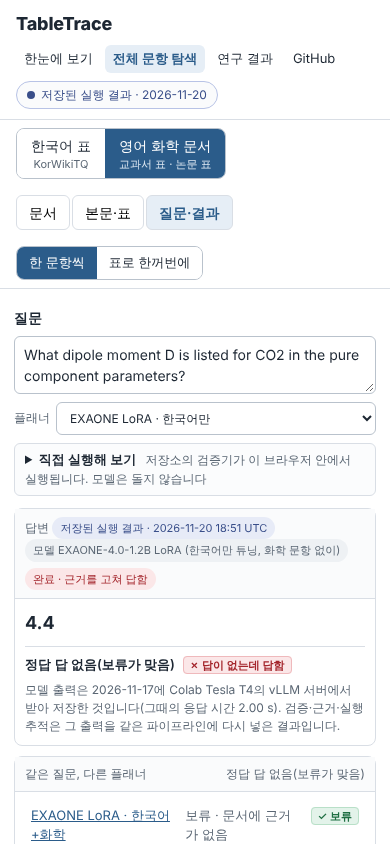 TableTrace
한눈에 보기 전체 문항 탐색 연구 결과 GitHub
저장된 실행 결과 · 2026-11-20
한국어 표 영어 화학 문서
KorWikiTQ 교과서 표 · 논문 표
문서 본문·표 질문·결과
한 문항씩 표로 한꺼번에
질문
What dipole moment D is listed for CO2 in the pure
component parameters?
플래너 EXAONE LoRA · 한국어만
▶ 직접 실행해 보기 저장소의 검증기가 이 브라우저 안에서
실행됩니다. 모델은 돌지 않습니다
답변 저장된 실행 결과 · 2026-11-20 18:51 UTC
모델 EXAONE-4.0-1.2B LoRA (한국어만 튜닝, 화학 문항 없이)
완료 · 근거를 고쳐 답함
4.4
정답 답 없음(보류가 맞음) × 답이 없는데 답함
모델 출력은 2026-11-17에 Colab Tesla T4의 vLLM 서버에서
받아 저장한 것입니다(그때의 응답 시간 2.00 s). 검증·근거·실행
추적은 그 출력을 같은 파이프라인에 다시 넣은 결과입니다.
같은 질문, 다른 플래너 정답 답 없음(보류가 맞음)
EXAONE LoRA · 한국어 보류 · 문서에 근거 ✓ 보류
+화학 가 없음